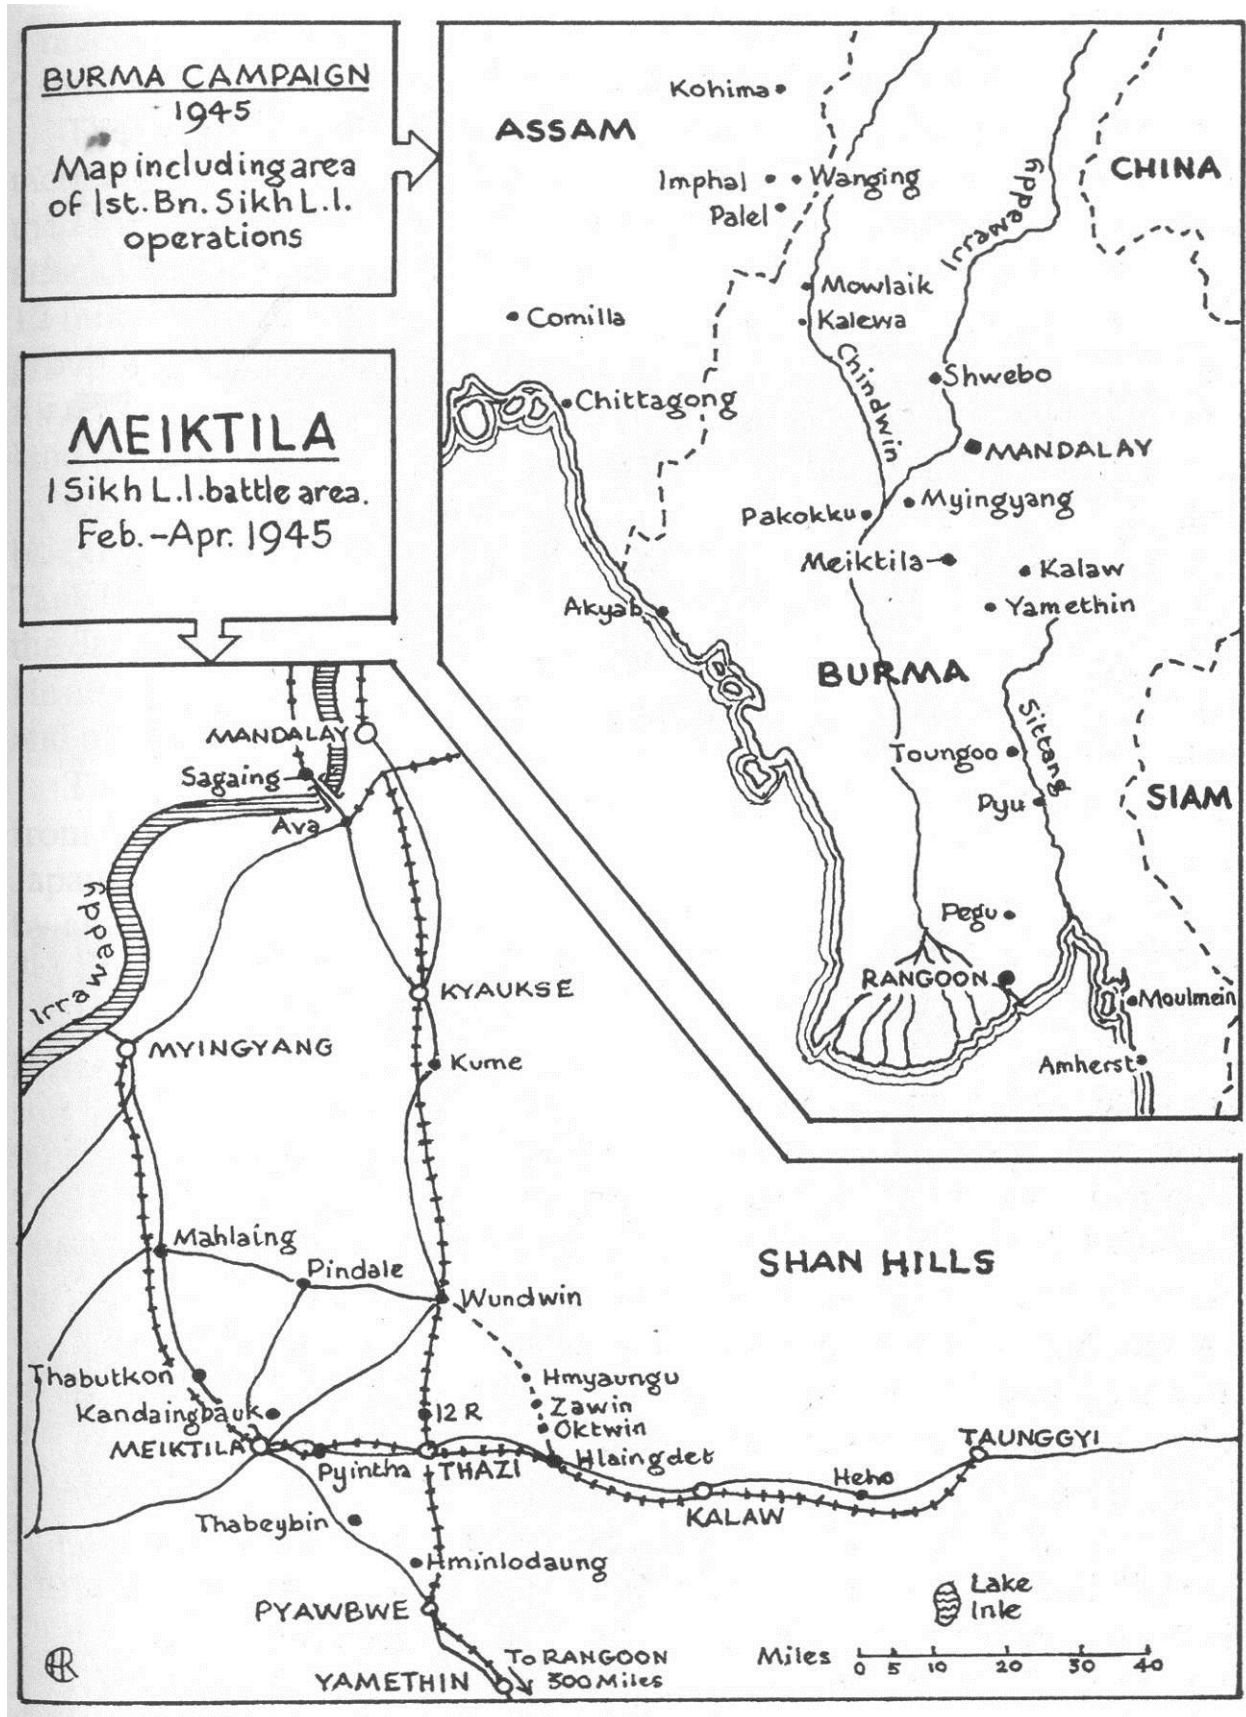 BURMA CAMPAIGN
1945
Map including area
of 1st. Bn. Sikh L.I.
operations
MEIKTILA
1 Sikh L.I. battle area.
Feb.-Apr. 1945
Kohima
ASSAM
CHINA
Imphal
Wanging
Palel
Irrawaddy
Mowlaik
Comilla
Kalewa
Chindwin
Shwebo
Chittagong
MANDALAY
Myingyang
Pakokku
Meiktila
Kalaw
Akyab
Yamethin
BURMA
Sittang
Toungoo
Pyu
SIAM
Pegu
RANGOON
Moulmein
Amherst
MANDALAY
Sagaing
Ava
Irrawaddy
KYAUKSE
MYINGYANG
Kume
Mahlaing
Pindale
Wundwin
SHAN HILLS
Thabutkon
Hmyaungu
Kandaingbauk
12 R
Zawin
Oktwin
MEIKTILA
Pyintha
THAZI
Hlaingdet
TAUNGGYI
Heho
KALAW
Thabeybin
Hminlodaung
Lake
Inle
PYAWBWE
To RANGOON
300 Miles
YAMETHIN
Miles
0 5 10 20 30 40